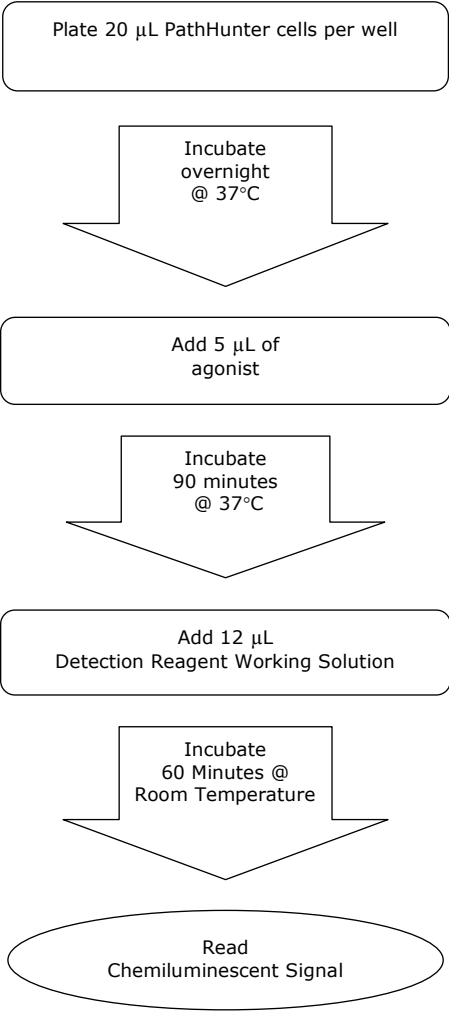 Plate 20 μL PathHunter cells per well
Incubate
overnight
@ 37°C
Add 5 μL of
agonist
Incubate
90 minutes
@ 37°C
Add 12 μL
Detection Reagent Working Solution
Incubate
60 Minutes @
Room Temperature
Read
Chemiluminescent Signal